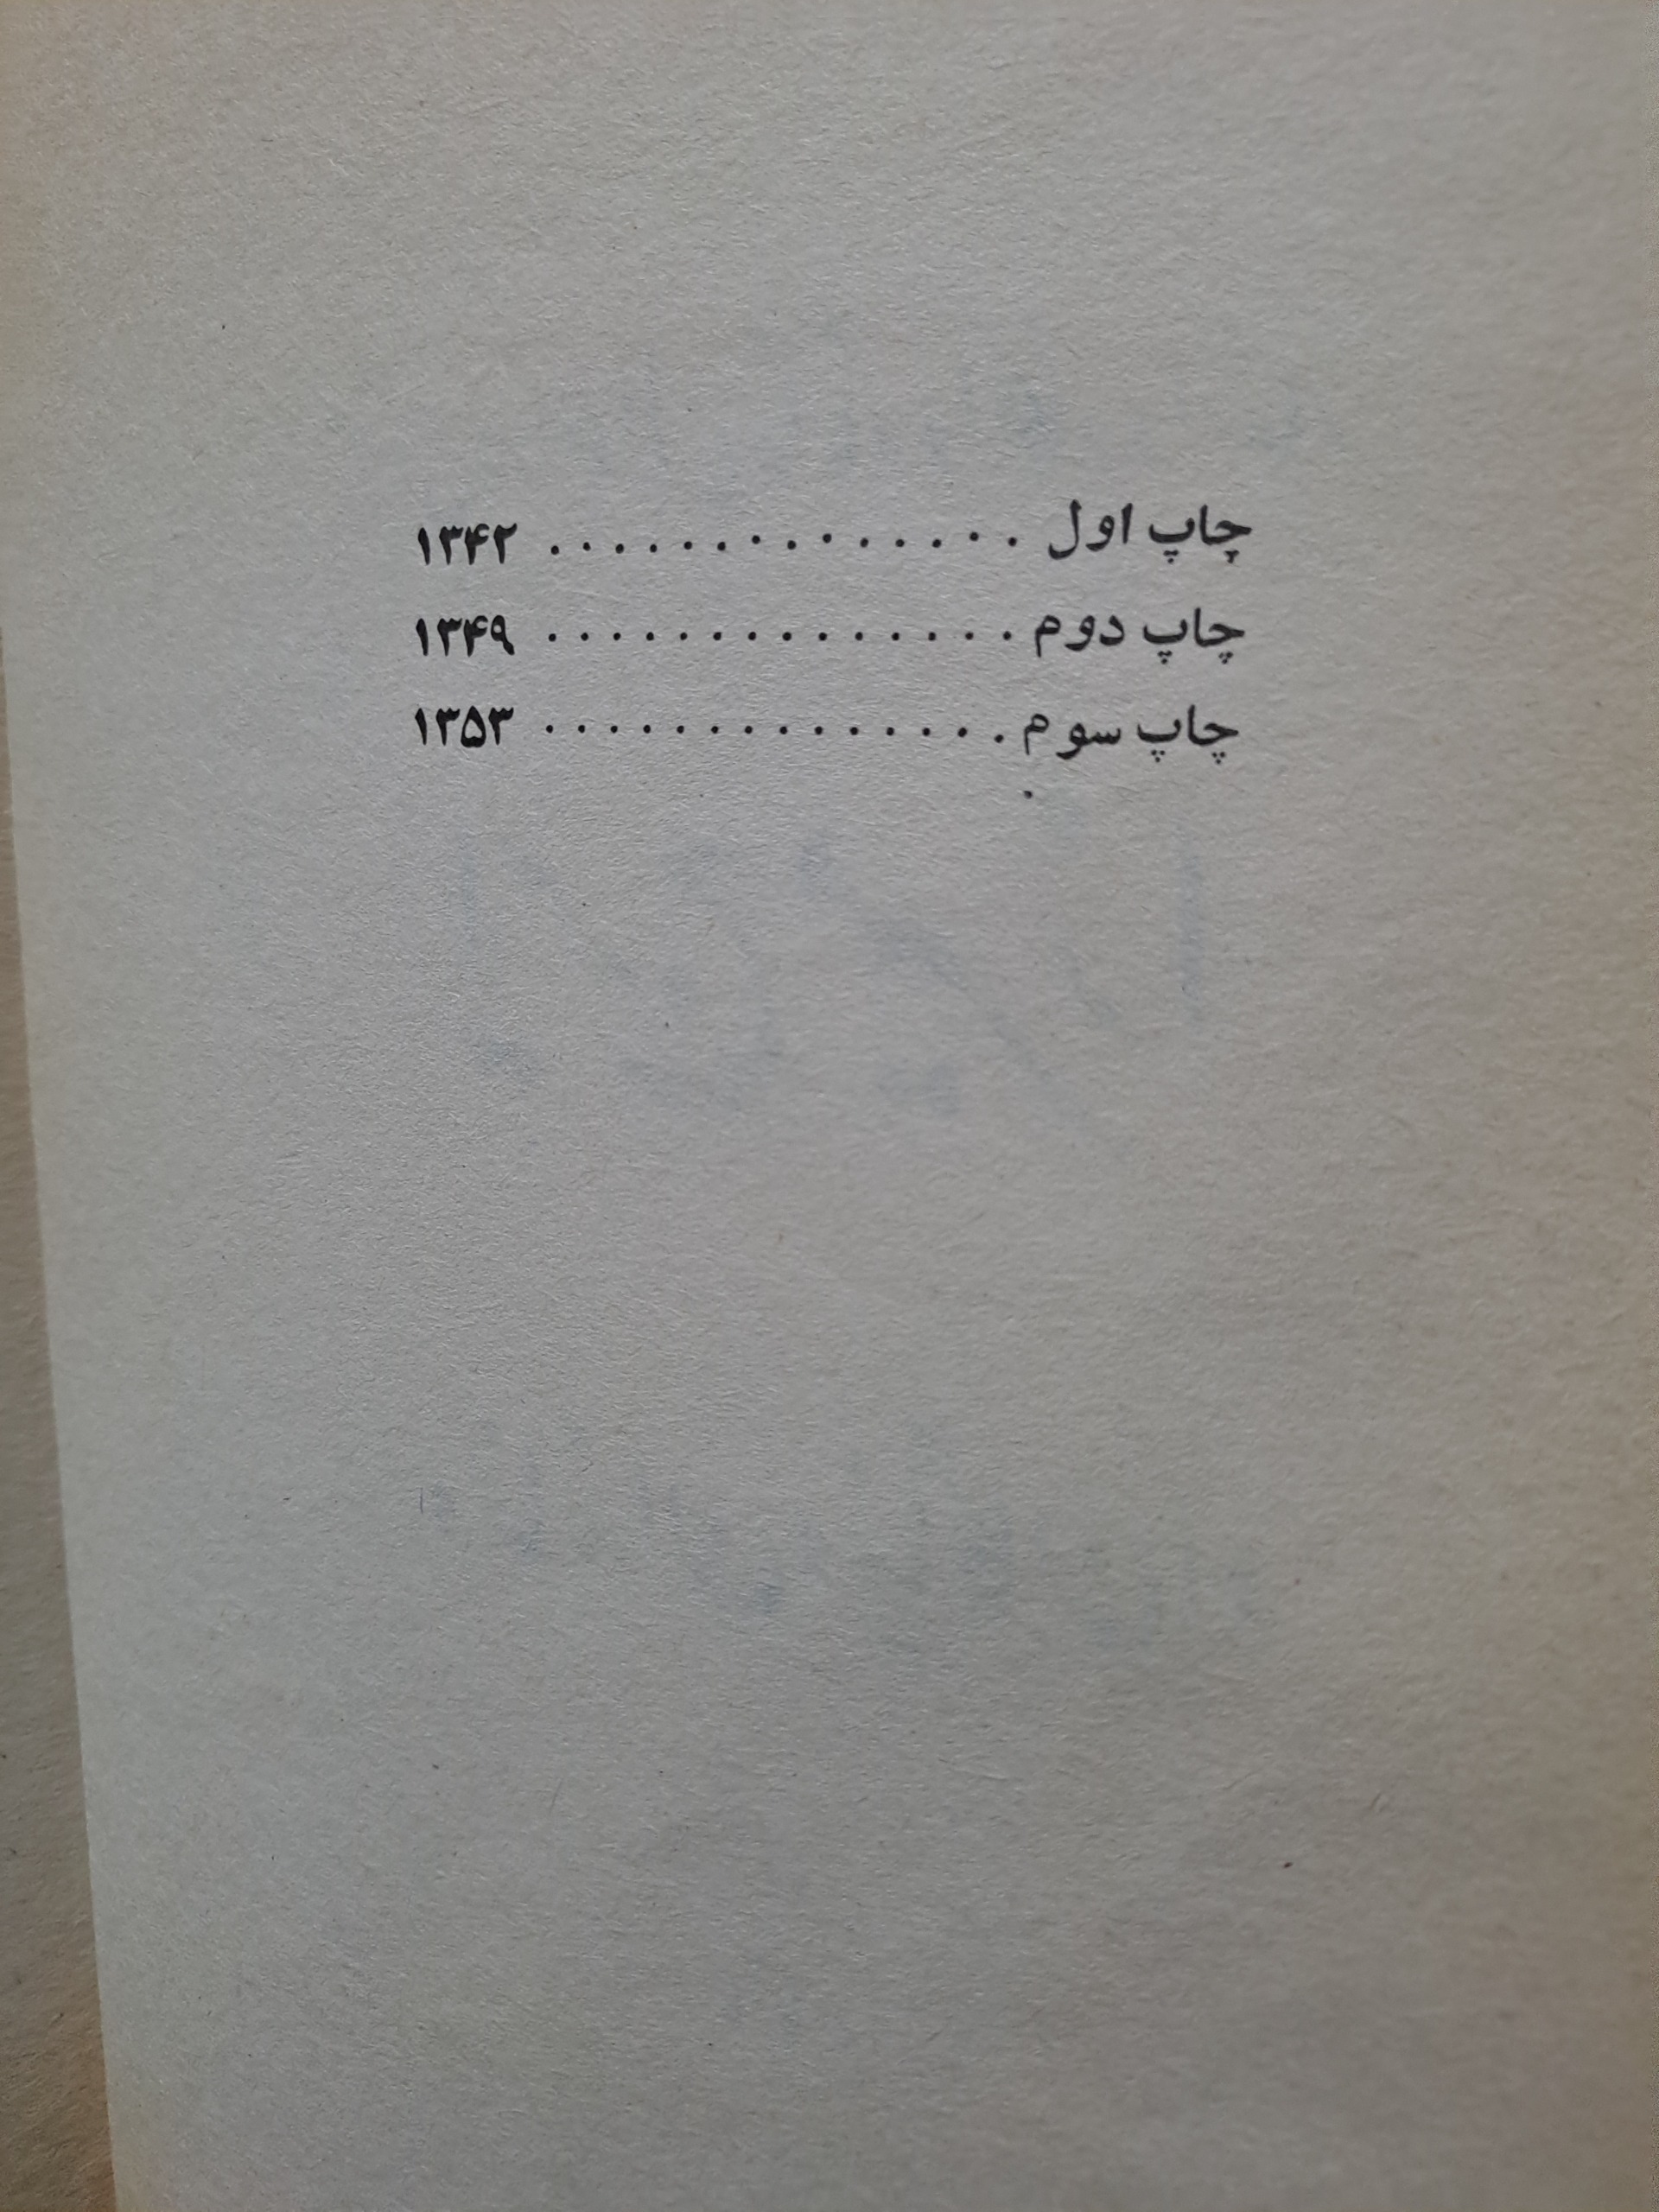 چاپ اول . . . . . . . . . . . . . . . ۱۳۴۲
چاپ دوم . . . . . . . . . . . . . . . ۱۳۴۹
چاپ سوم . . . . . . . . . . . . . . . ۱۳۵۳